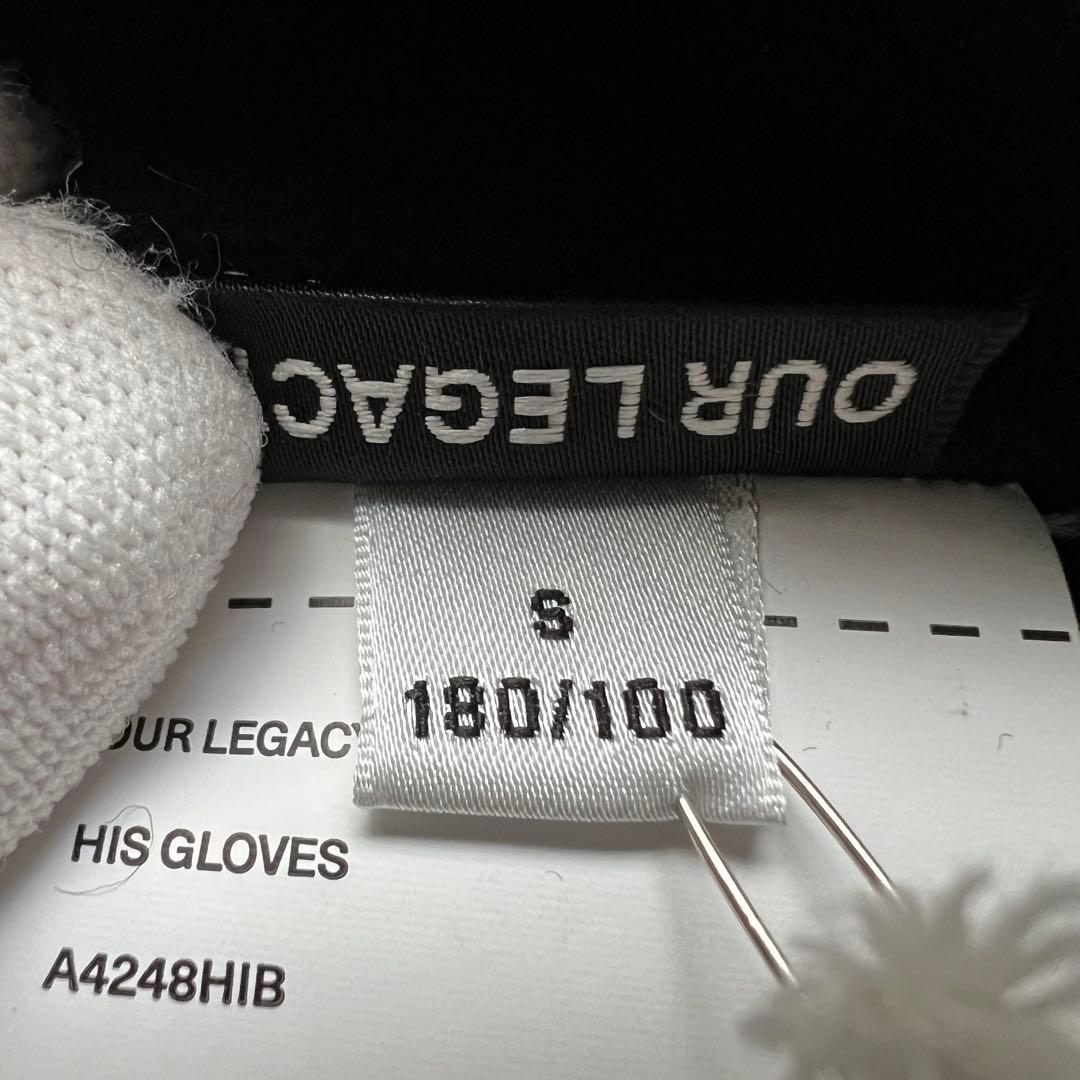 OUR LEGAC
S
180/100
OUR LEGACY
HIS GLOVES
A4248HIB